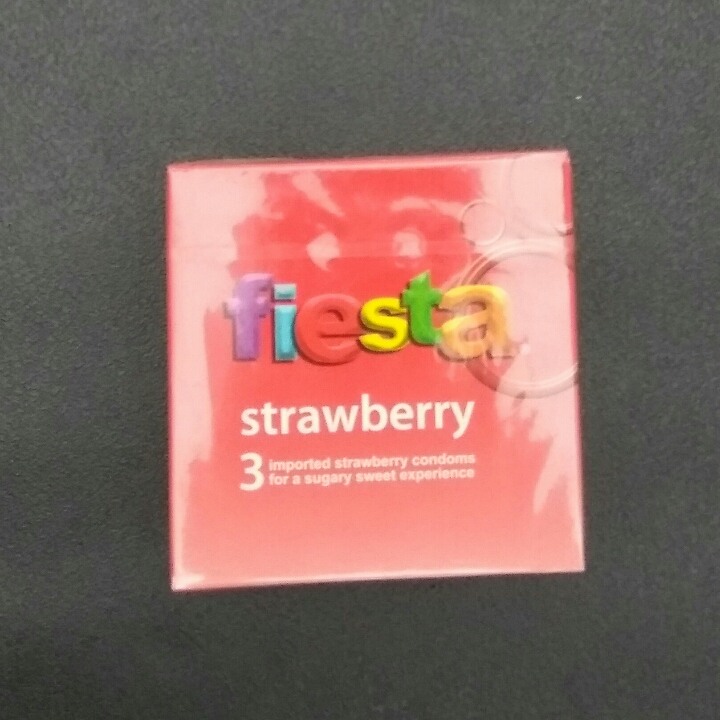 fiesta
strawberry
3 imported strawberry condoms
for a sugary sweet experience